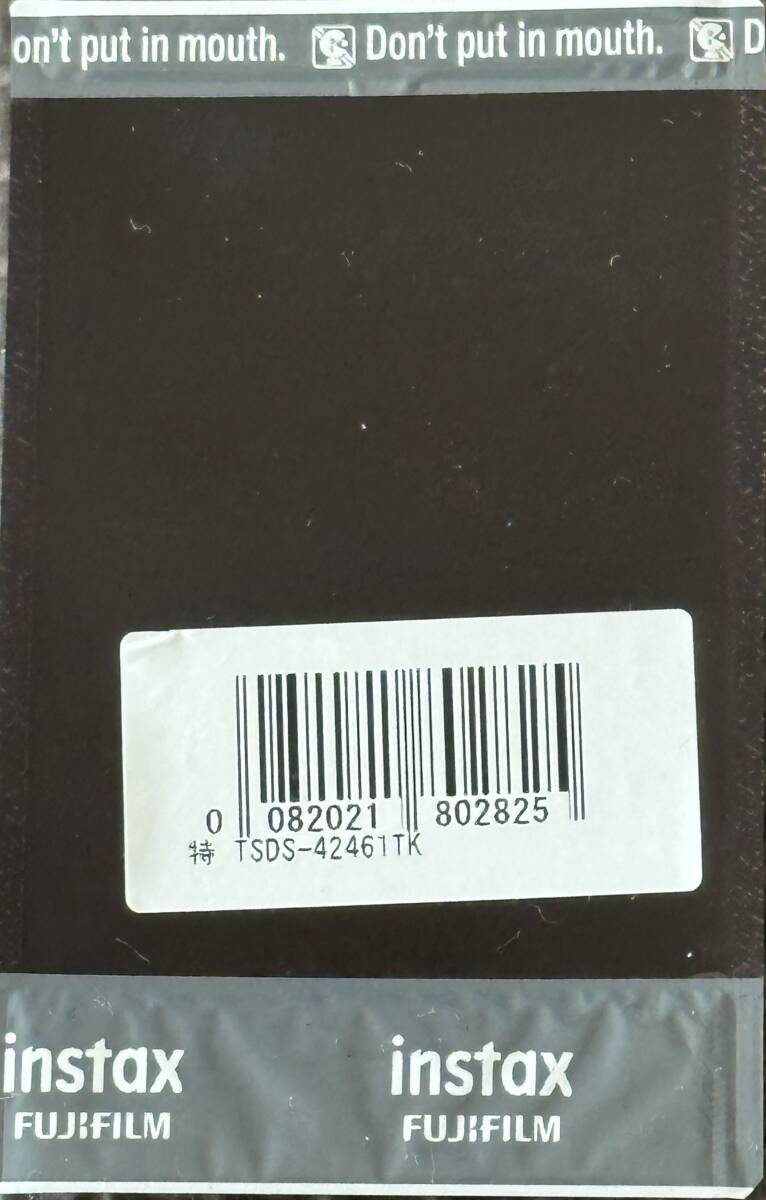 on't put in mouth. Don't put in mouth. D
0 082021 802825
特 TSDS-42461TK
instax instax
FUJIFILM FUJIFILM